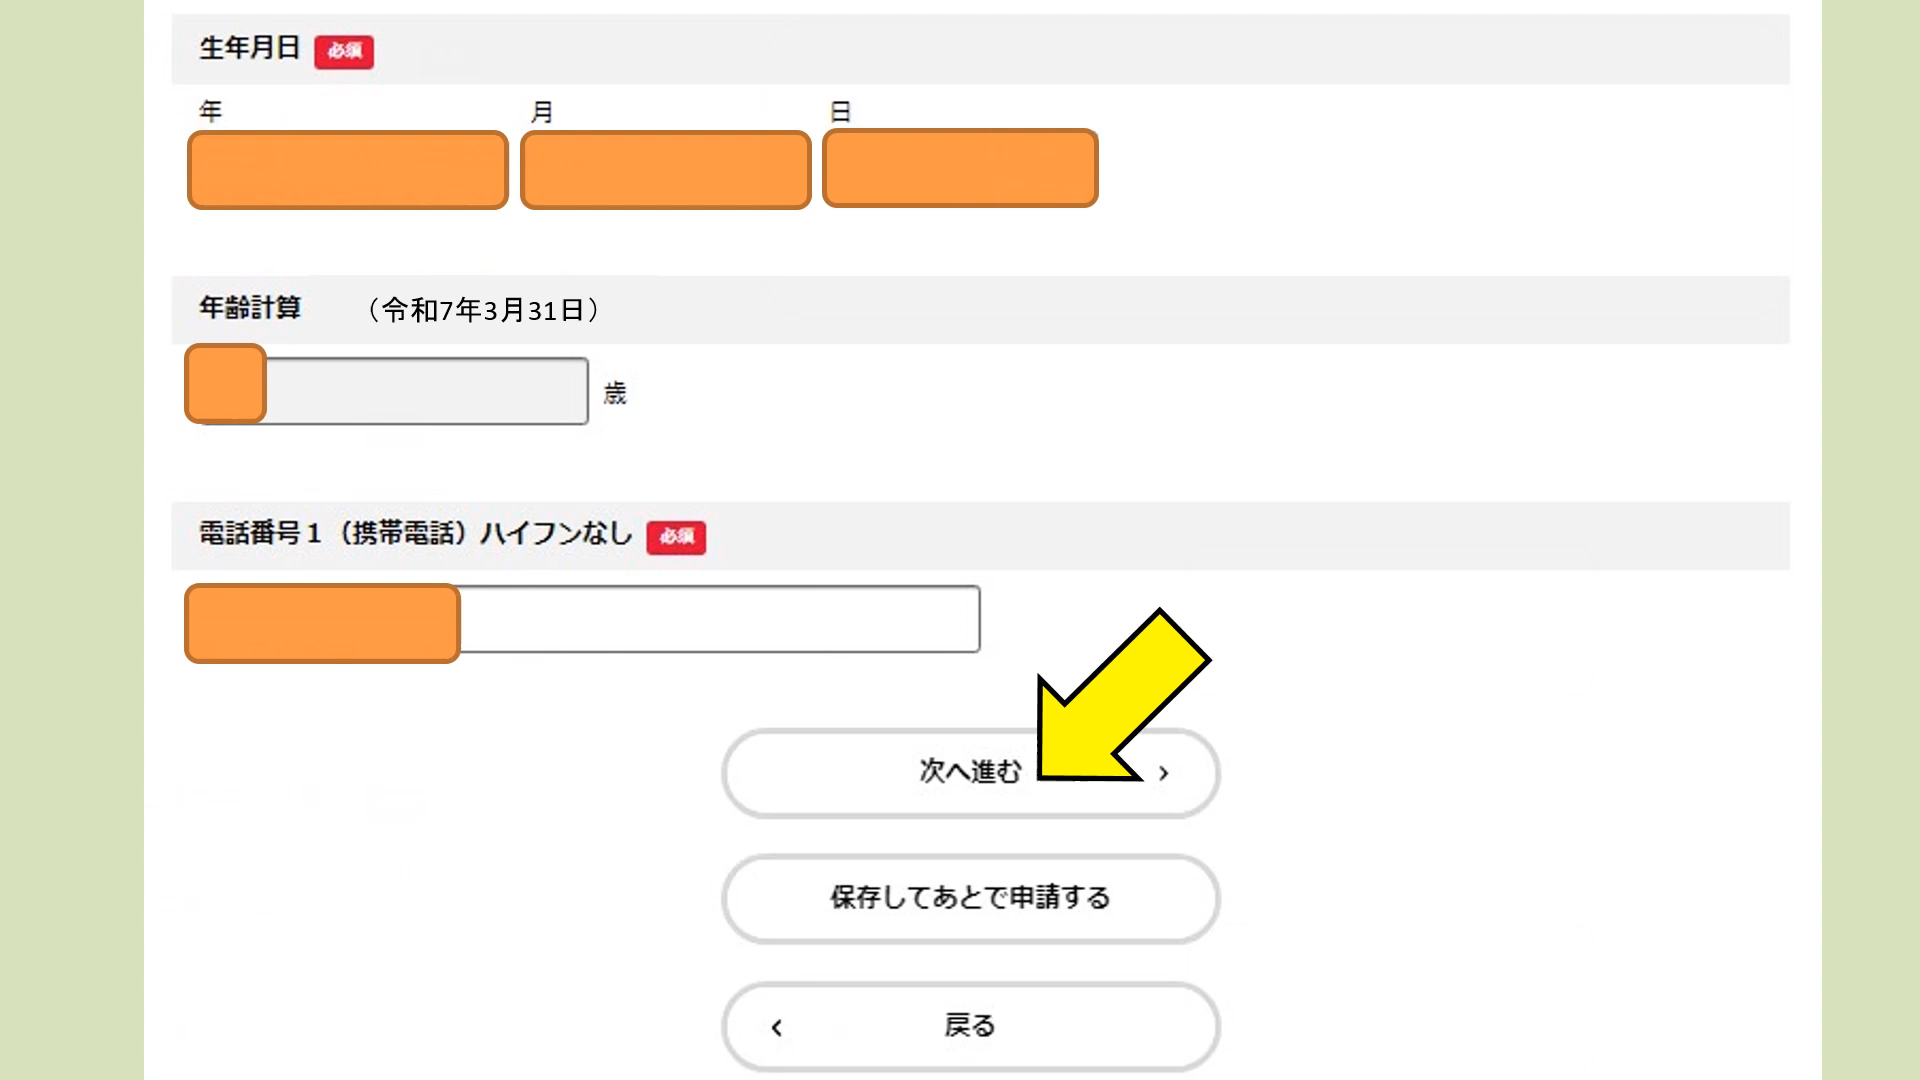 生年月日 必須
年 月 日
年齢計算 （令和7年3月31日）
歳
電話番号１（携帯電話）ハイフンなし 必須
次へ進む
保存してあとで申請する
戻る